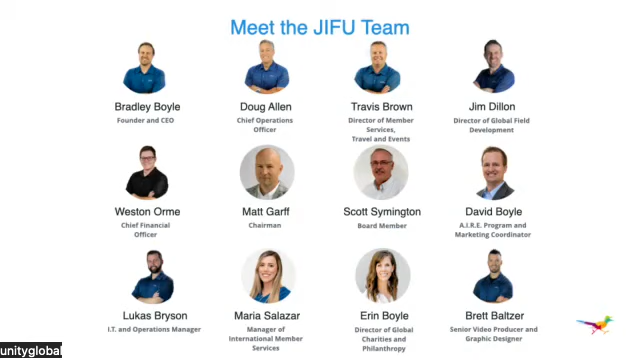 Meet the JIFU Team
Bradley Boyle
Founder and CEO
Doug Allen
Chief Operations
Officer
Travis Brown
Director of Member
Services,
Travel and Events
Jim Dillon
Director of Global Field
Development
Weston Orme
Chief Financial
Officer
Matt Garff
Chairman
Scott Symington
Board Member
David Boyle
A.I.R.E. Program and
Marketing Coordinator
Lukas Bryson
I.T. and Operations Manager
Maria Salazar
Manager of
International Member
Services
Erin Boyle
Director of Global
Charities and
Philanthropy
Brett Baltzer
Senior Video Producer and
Graphic Designer
unityglobal